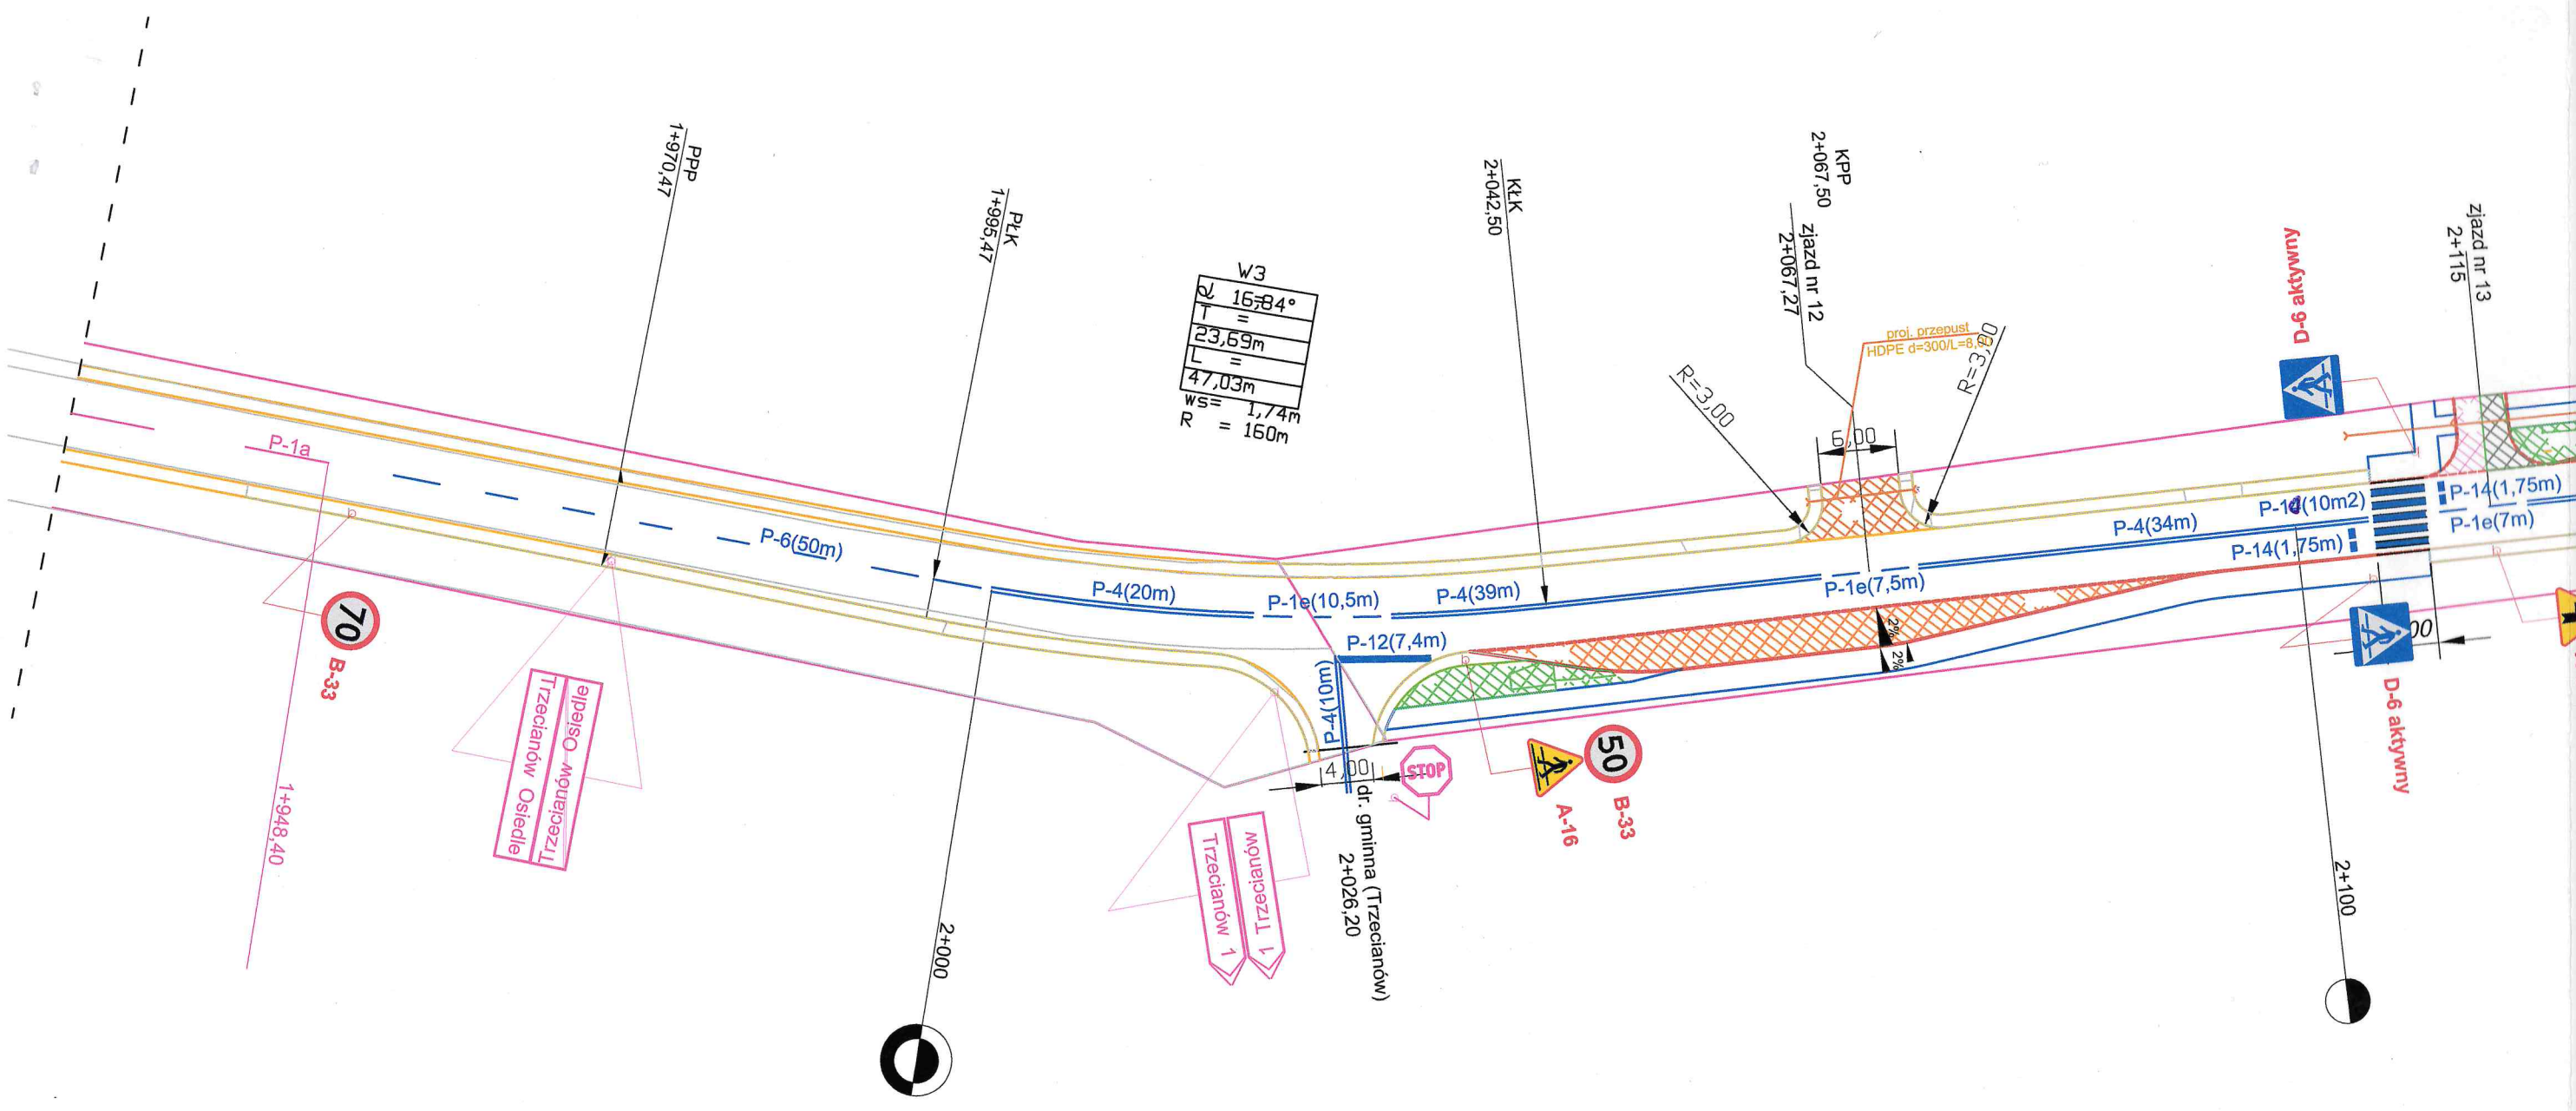 PPP
1+970,47
PŁK
1+995,47
W3
α 16,84°
T =
23,69m
L =
47,03m
ws= 1,74m
R = 160m
KŁK
2+042,50
KPP
2+067,50
zjazd nr 12
2+067,27
proj. przepust
HDPE d=300/L=8,00
R=3,00
R=3,00
6,00
D-6 aktywny
zjazd nr 13
2+115
P-1a
P-6(50m)
P-4(20m)
P-1e(10,5m)
P-4(39m)
P-1e(7,5m)
P-4(34m)
P-10(10m2)
P-14(1,75m)
P-14(1,75m)
P-1e(7m)
P-12(7,4m)
P-4(10m)
2%
2%
00
70
B-33
1+948,40
Trzecianów Osiedle
Trzecianów Osiedle
2+000
1 Trzecianów
Trzecianów 1
4,00
dr. gminna (Trzecianów)
2+026,20
STOP
A-16
50
B-33
D-6 aktywny
2+100